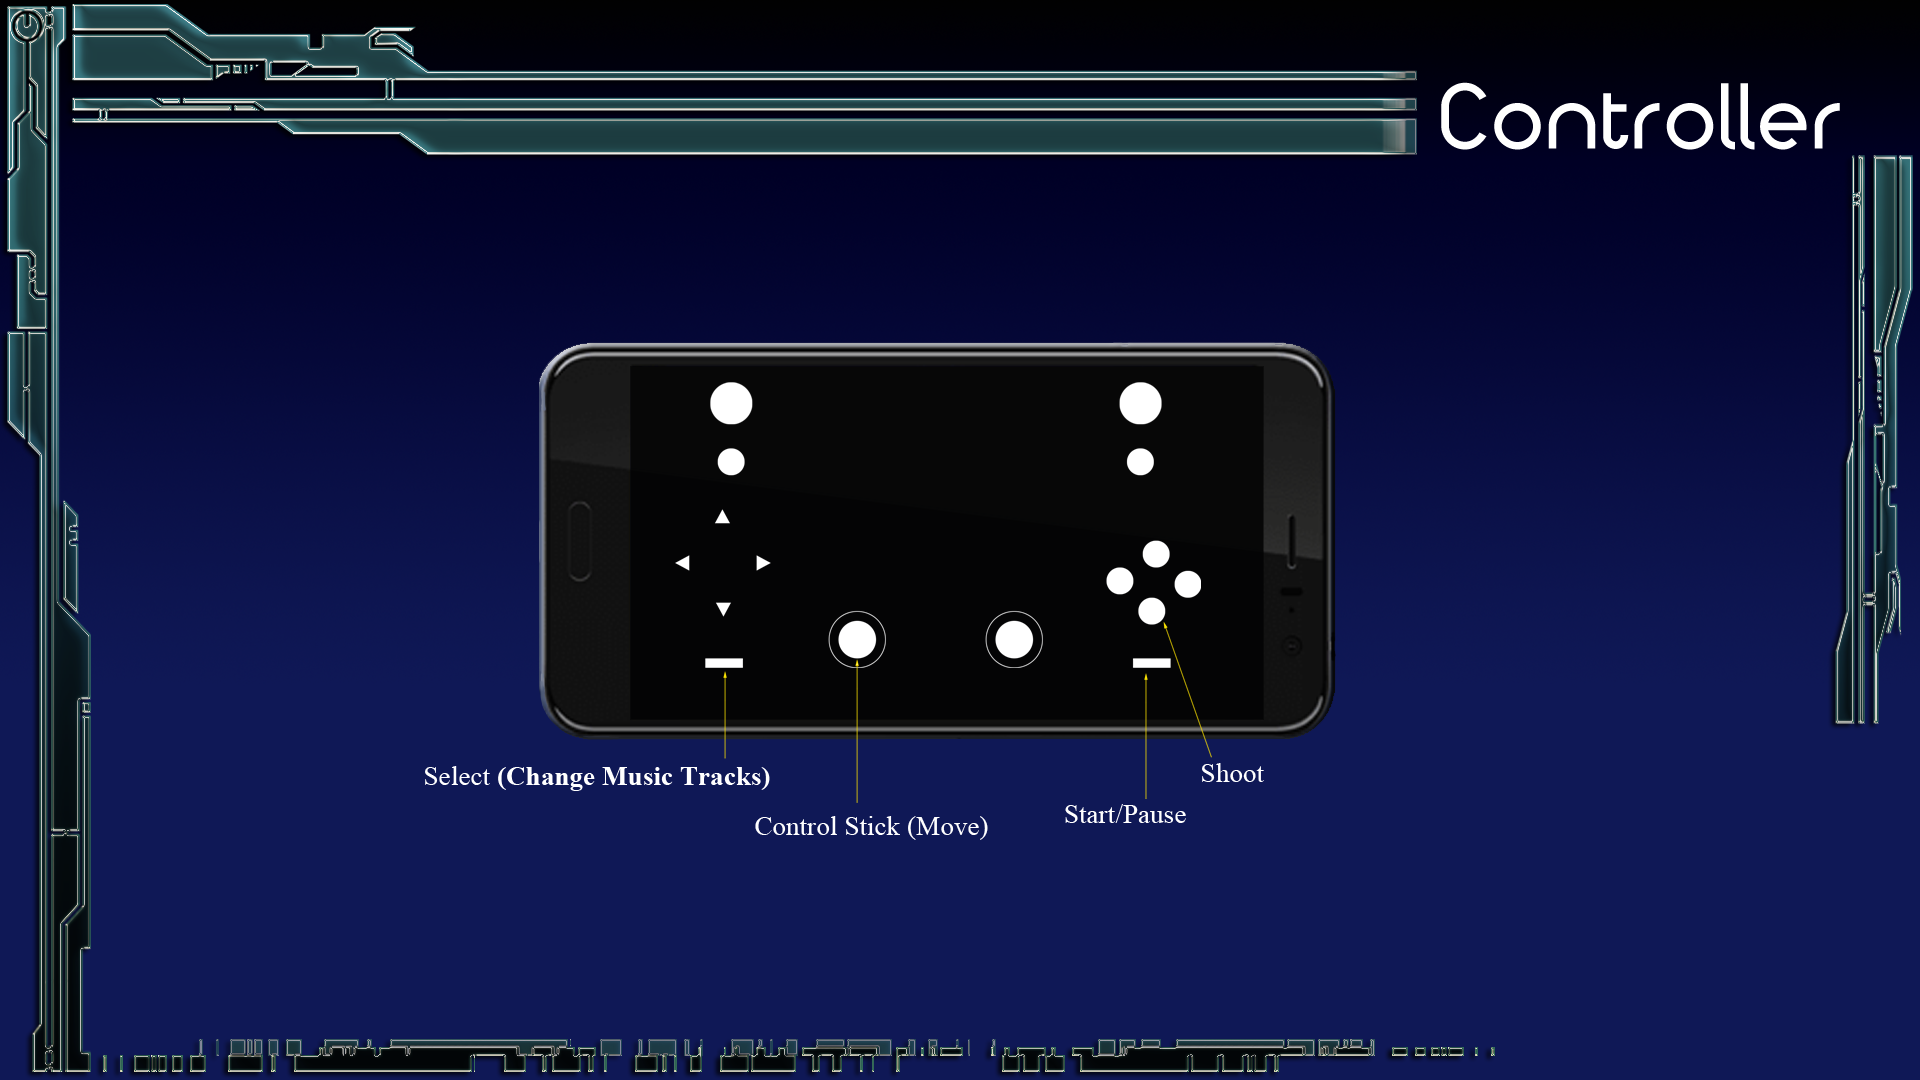 Controller
Select (Change Music Tracks)
Control Stick (Move)
Start/Pause
Shoot